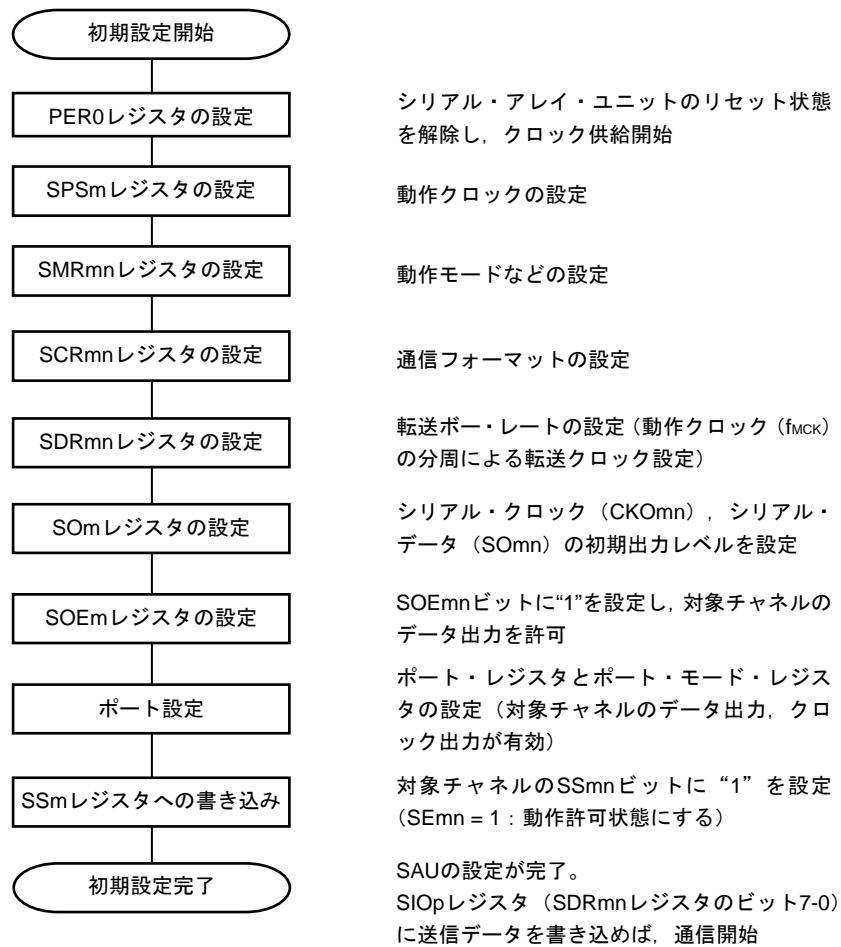 初期設定開始
PER0レジスタの設定
シリアル・アレイ・ユニットのリセット状態
を解除し，クロック供給開始
SPSmレジスタの設定
動作クロックの設定
SMRmnレジスタの設定
動作モードなどの設定
SCRmnレジスタの設定
通信フォーマットの設定
SDRmnレジスタの設定
転送ボー・レートの設定（動作クロック（fMCK）
の分周による転送クロック設定）
SOmレジスタの設定
シリアル・クロック（CKOmn），シリアル・
データ（SOmn）の初期出力レベルを設定
SOEmレジスタの設定
SOEmnビットに“1”を設定し，対象チャネルの
データ出力を許可
ポート設定
ポート・レジスタとポート・モード・レジス
タの設定（対象チャネルのデータ出力，クロ
ック出力が有効）
SSmレジスタへの書き込み
対象チャネルのSSmnビットに“1”を設定
（SEmn = 1：動作許可状態にする）
初期設定完了
SAUの設定が完了。
SIOpレジスタ（SDRmnレジスタのビット7-0）
に送信データを書き込めば，通信開始